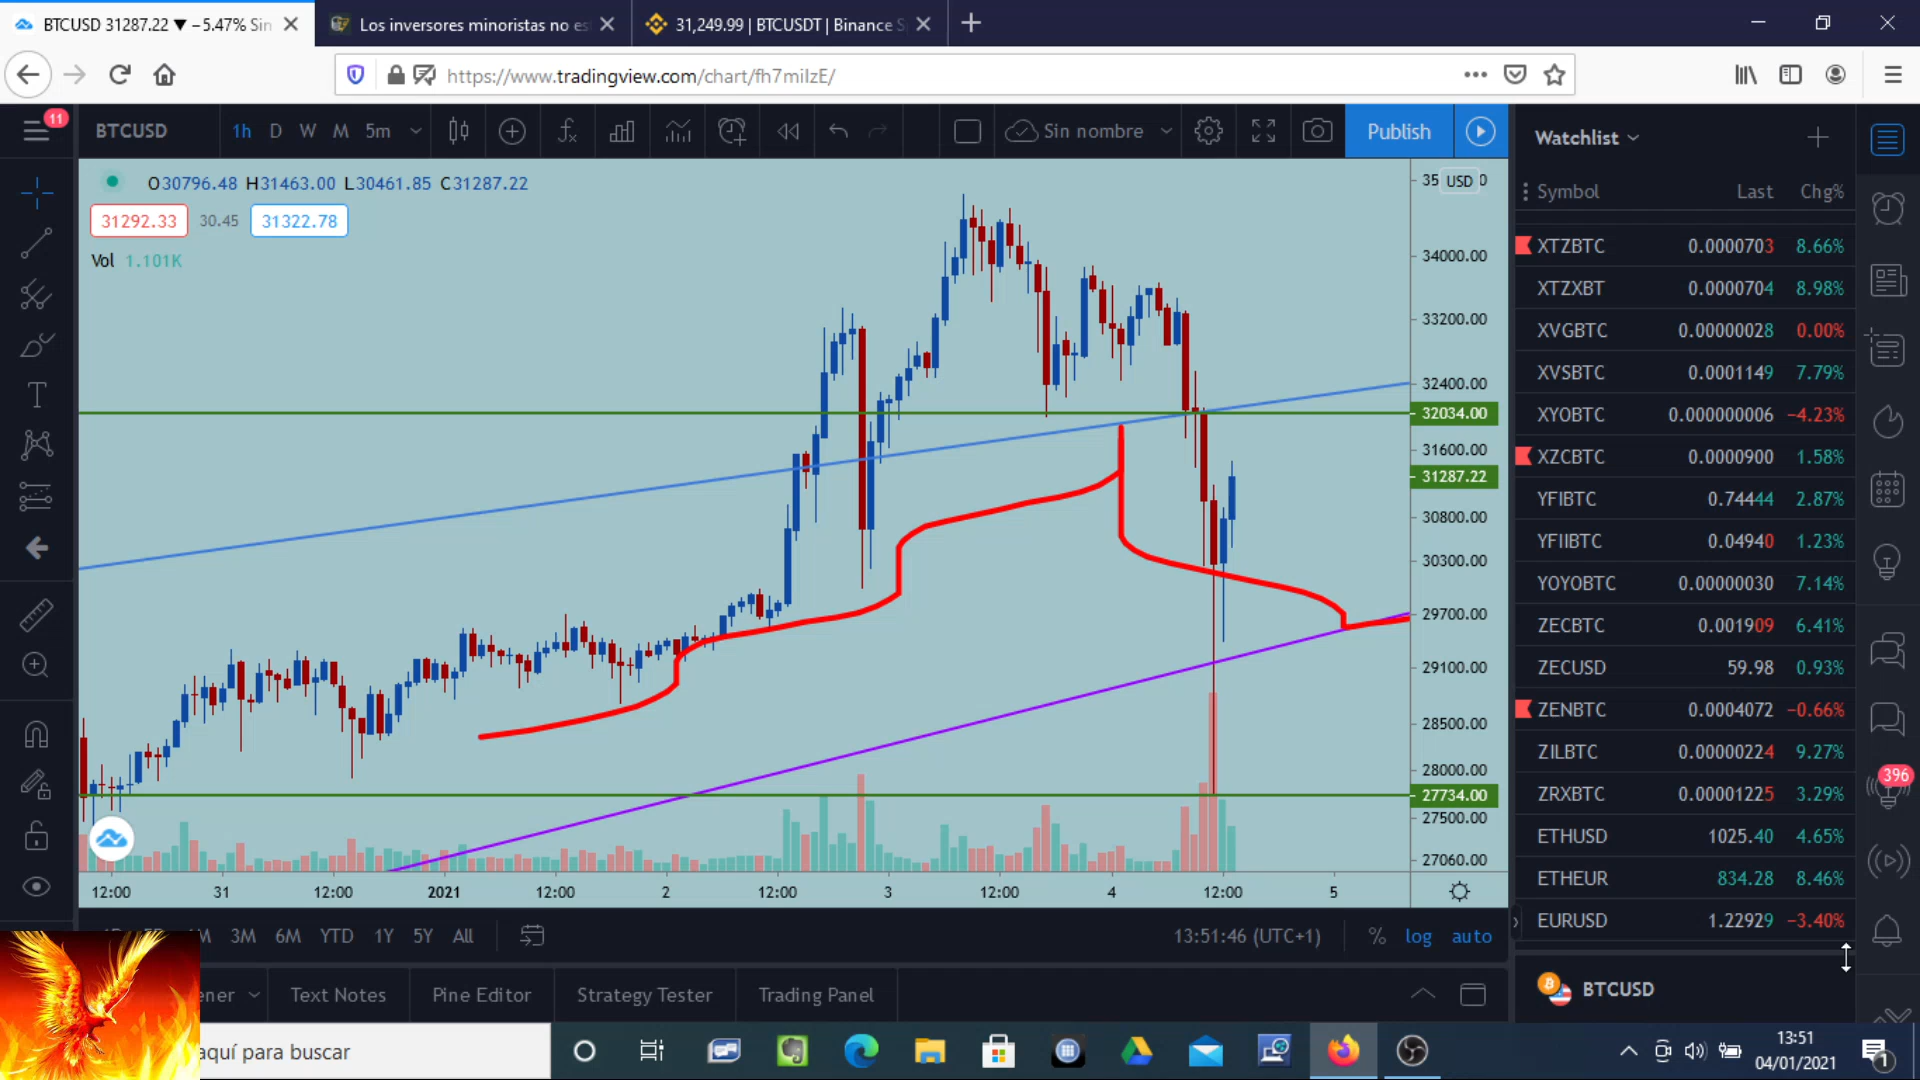 BTCUSD 31287.22 ▼ −5.47% Sin
Los inversores minoristas no es
31,249.99 | BTCUSDT | Binance S
https://www.tradingview.com/chart/fh7miIzE/
11
BTCUSD
1h D W M 5m
Sin nombre
Publish
O30796.48 H31463.00 L30461.85 C31287.22
31292.33 30.45 31322.78
Vol 1.101K
USD
34000.00
33200.00
32400.00
32034.00
31600.00
31287.22
30800.00
30300.00
29700.00
29100.00
28500.00
28000.00
27734.00
27500.00
27060.00
12:00 31 12:00 2021 12:00 2 12:00 3 12:00 4 12:00 5
3M 6M YTD 1Y 5Y All
13:51:46 (UTC+1) % log auto
Text Notes Pine Editor Strategy Tester Trading Panel
Watchlist
Symbol Last Chg%
XTZBTC 0.0000703 8.66%
XTZXBT 0.0000704 8.98%
XVGBTC 0.00000028 0.00%
XVSBTC 0.0001149 7.79%
XYOBTC 0.000000006 −4.23%
XZCBTC 0.0000900 1.58%
YFIBTC 0.74444 2.87%
YFIIBTC 0.04940 1.23%
YOYOBTC 0.00000030 7.14%
ZECBTC 0.001909 6.41%
ZECUSD 59.98 0.93%
ZENBTC 0.0004072 −0.66%
ZILBTC 0.00000224 9.27%
ZRXBTC 0.00001225 3.29%
ETHUSD 1025.40 4.65%
ETHEUR 834.28 8.46%
EURUSD 1.22929 −3.40%
BTCUSD
396
aquí para buscar
13:51
04/01/2021
1